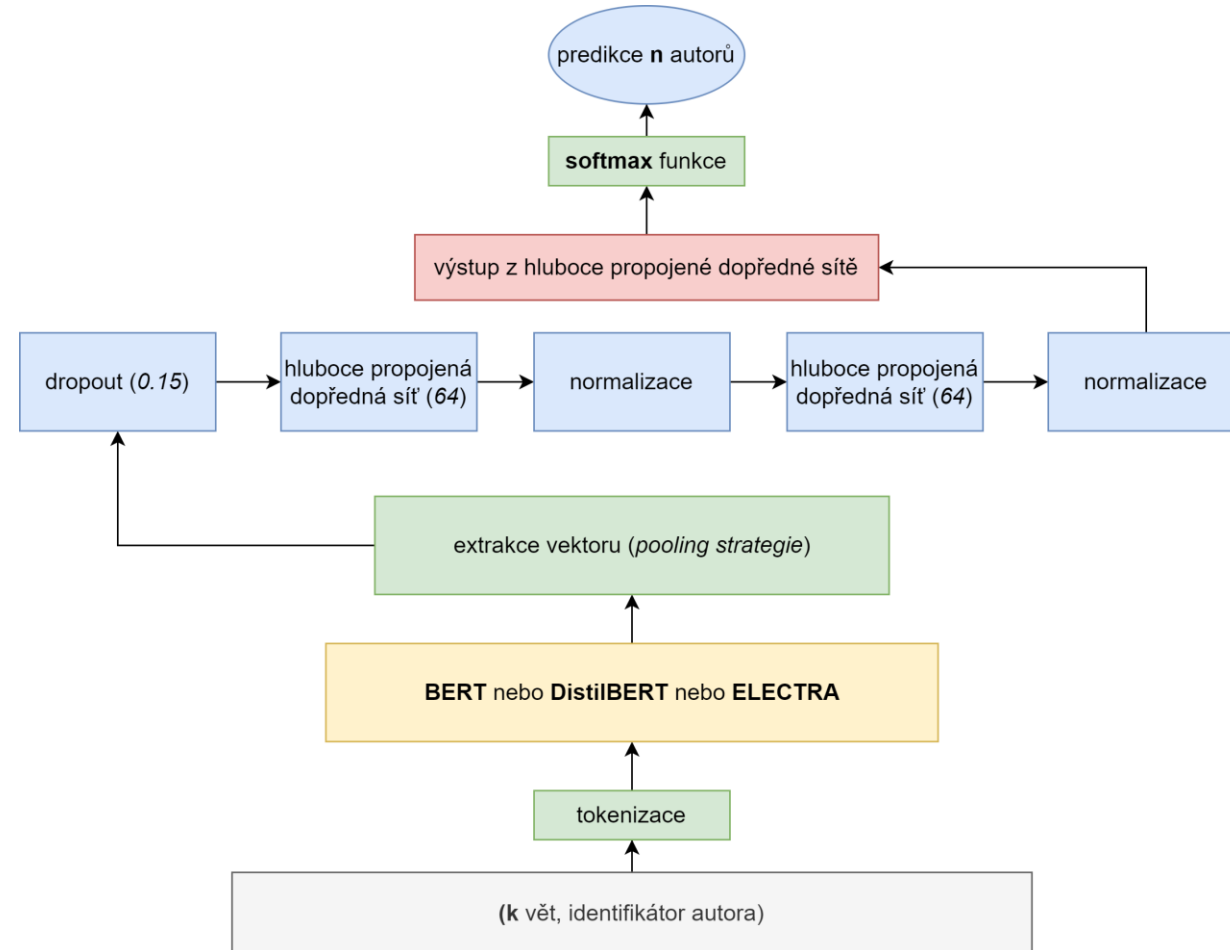 predikce n autorů
softmax funkce
výstup z hluboce propojené dopředné sítě
dropout (0.15)
hluboce propojená
dopředná síť (64)
normalizace
hluboce propojená
dopředná síť (64)
normalizace
extrakce vektoru (pooling strategie)
BERT nebo DistilBERT nebo ELECTRA
tokenizace
(k vět, identifikátor autora)